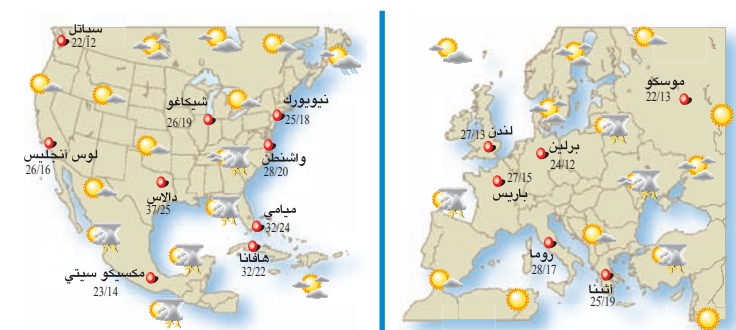 موسكو
22/13
لندن 27/13
برلين
24/12
27/15
باريس
روما
28/17
أثينا
25/19
سياتل
22/12
شيكاغو
26/19
نيويورك
25/18
واشنطن
28/20
لوس أنجليس
26/16
دالاس
37/25
ميامي
32/24
هافانا
32/22
مكسيكو سيتي
23/14